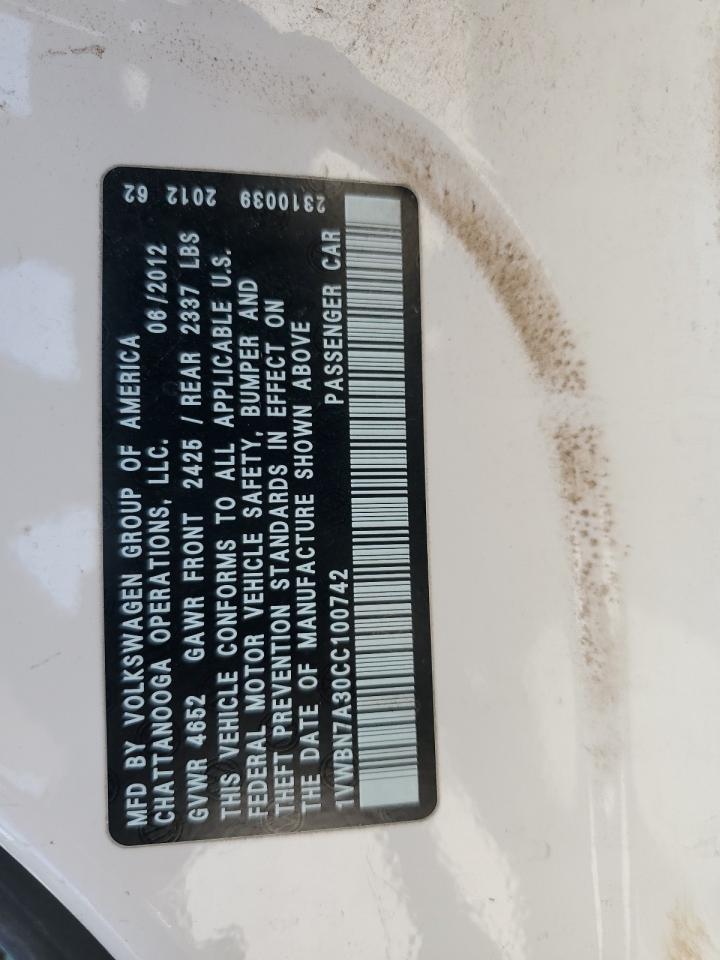 MFD BY VOLKSWAGEN GROUP OF AMERICA
CHATTANOOGA OPERATIONS, LLC. 06/2012
GVWR 4652 GAWR FRONT 2425 / REAR 2337 LBS
THIS VEHICLE CONFORMS TO ALL APPLICABLE U.S.
FEDERAL MOTOR VEHICLE SAFETY, BUMPER AND
THEFT PREVENTION STANDARDS IN EFFECT ON
THE DATE OF MANUFACTURE SHOWN ABOVE
1VWBN7A30CC100742 PASSENGER CAR
62 2012 2310039